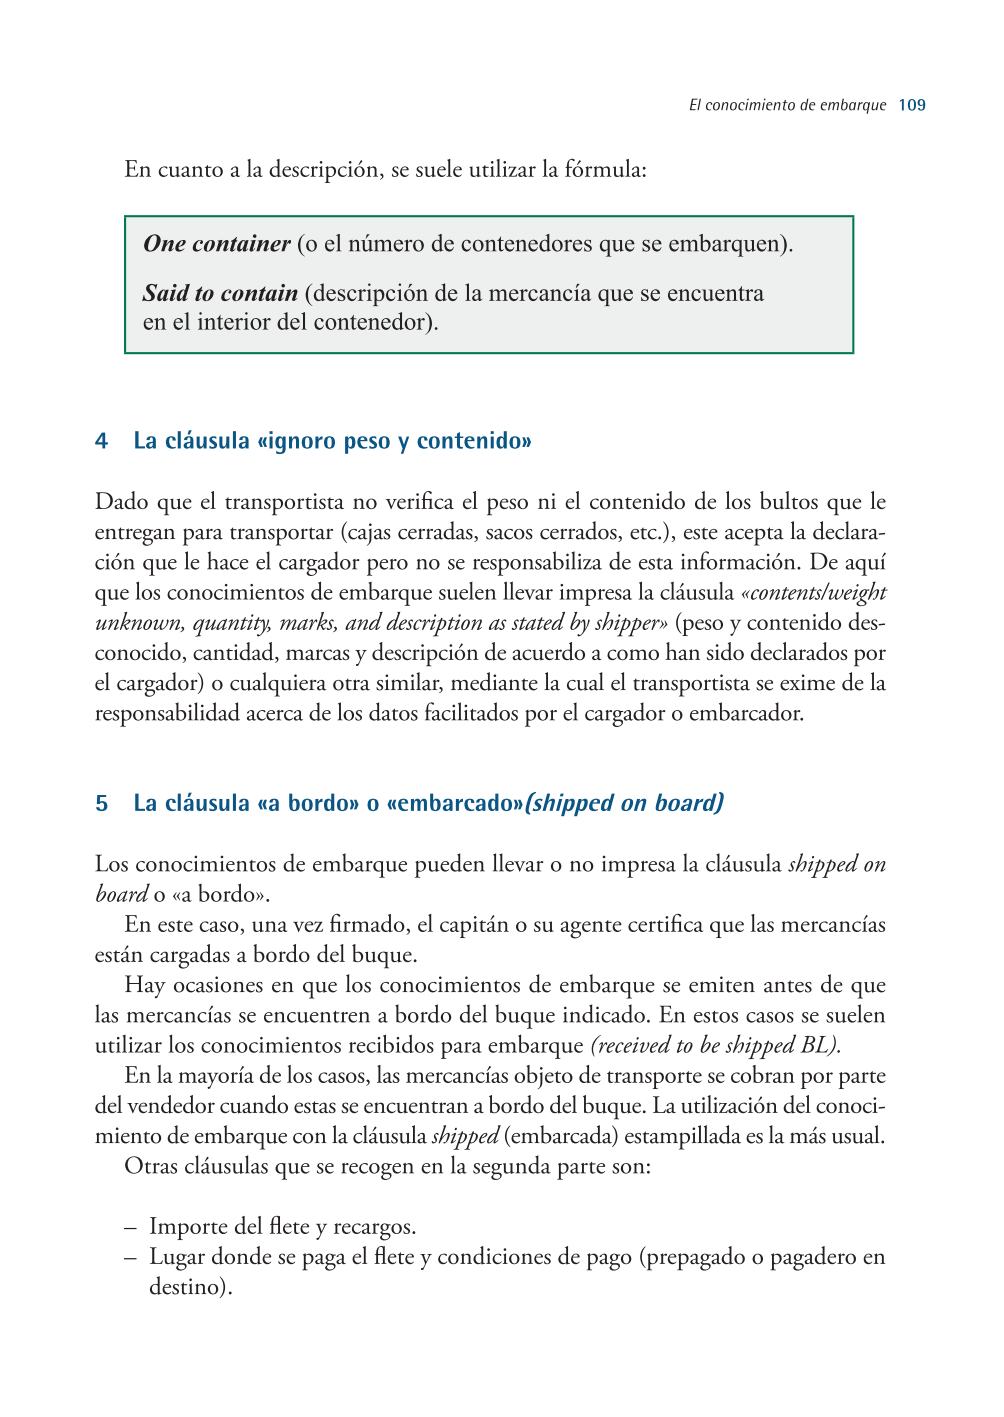 El conocimiento de embarque 109
En cuanto a la descripción, se suele utilizar la fórmula:
One container (o el número de contenedores que se embarquen).
Said to contain (descripción de la mercancía que se encuentra
en el interior del contenedor).
4 La cláusula «ignoro peso y contenido»
Dado que el transportista no verifica el peso ni el contenido de los bultos que le
entregan para transportar (cajas cerradas, sacos cerrados, etc.), este acepta la declara-
ción que le hace el cargador pero no se responsabiliza de esta información. De aquí
que los conocimientos de embarque suelen llevar impresa la cláusula «contents/weight
unknown, quantity, marks, and description as stated by shipper» (peso y contenido des-
conocido, cantidad, marcas y descripción de acuerdo a como han sido declarados por
el cargador) o cualquiera otra similar, mediante la cual el transportista se exime de la
responsabilidad acerca de los datos facilitados por el cargador o embarcador.
5 La cláusula «a bordo» o «embarcado»(shipped on board)
Los conocimientos de embarque pueden llevar o no impresa la cláusula shipped on
board o «a bordo».
En este caso, una vez firmado, el capitán o su agente certifica que las mercancías
están cargadas a bordo del buque.
Hay ocasiones en que los conocimientos de embarque se emiten antes de que
las mercancías se encuentren a bordo del buque indicado. En estos casos se suelen
utilizar los conocimientos recibidos para embarque (received to be shipped BL).
En la mayoría de los casos, las mercancías objeto de transporte se cobran por parte
del vendedor cuando estas se encuentran a bordo del buque. La utilización del conoci-
miento de embarque con la cláusula shipped (embarcada) estampillada es la más usual.
Otras cláusulas que se recogen en la segunda parte son:
– Importe del flete y recargos.
– Lugar donde se paga el flete y condiciones de pago (prepagado o pagadero en
destino).